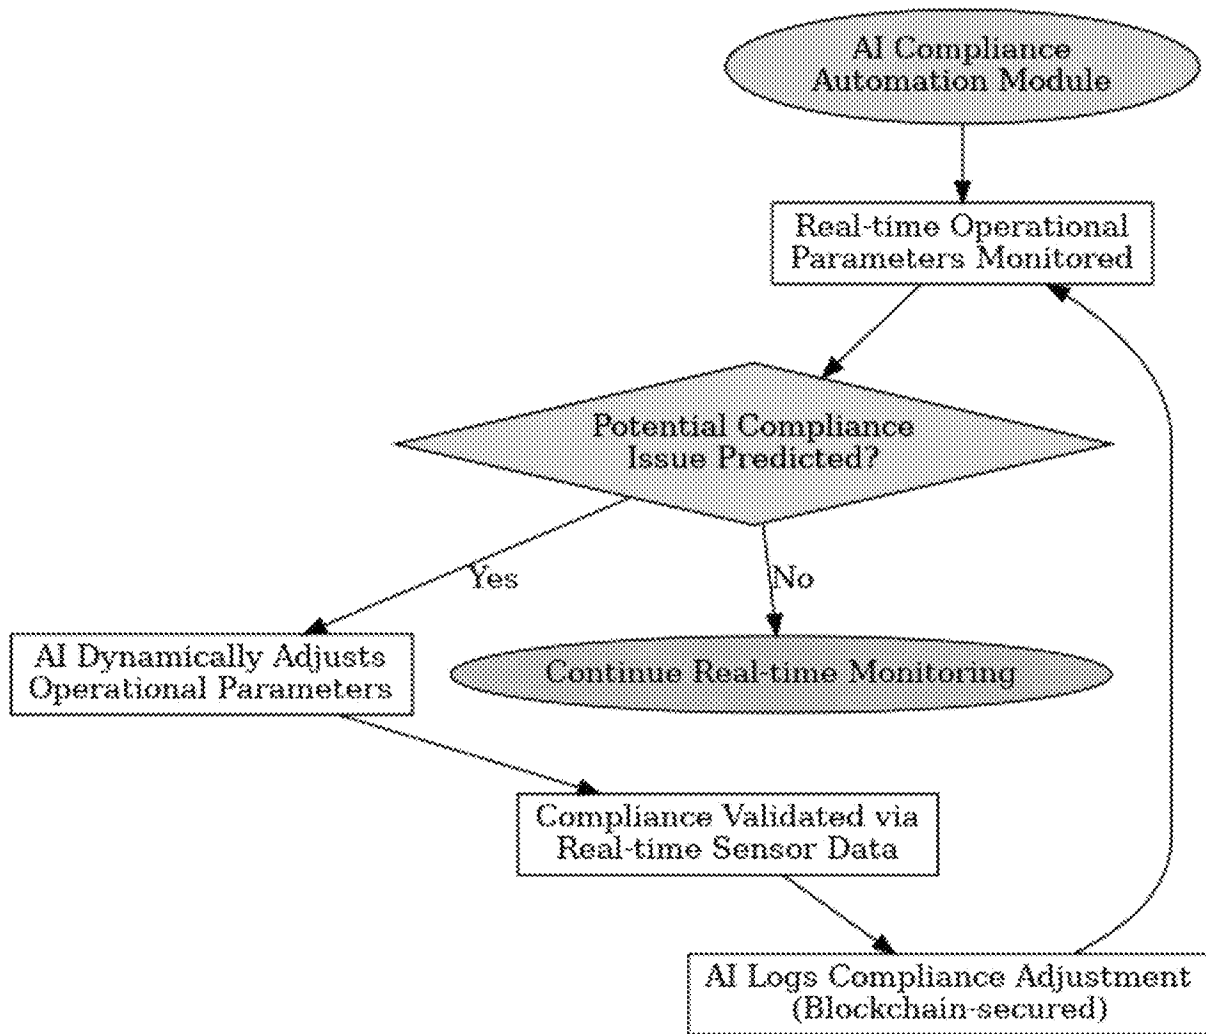 AI Compliance
Automation Module
Real-time Operational
Parameters Monitored
Potential Compliance
Issue Predicted?
Yes
No
AI Dynamically Adjusts
Operational Parameters
Continue Real-time Monitoring
Compliance Validated via
Real-time Sensor Data
AI Logs Compliance Adjustment
(Blockchain-secured)